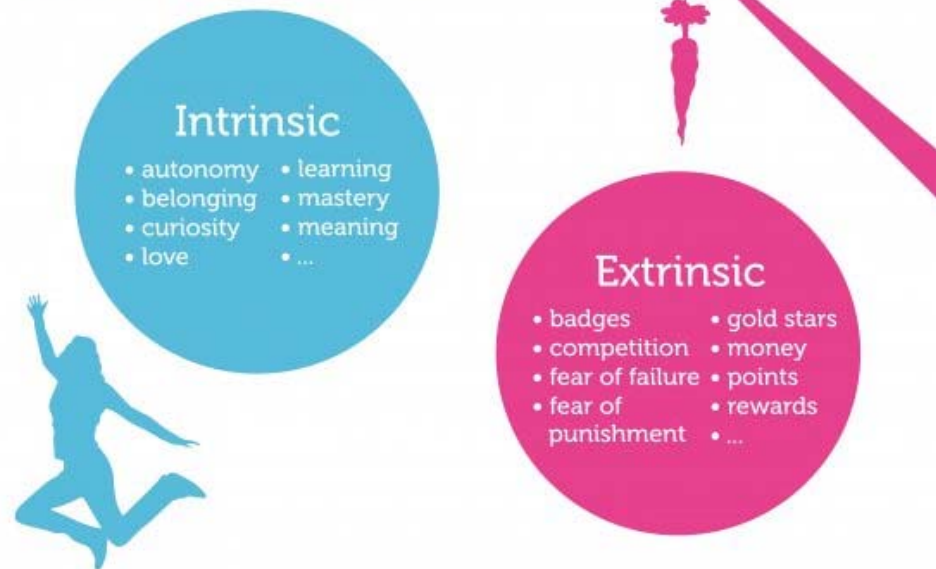 Intrinsic
• autonomy • learning
• belonging • mastery
• curiosity • meaning
• love • ...
Extrinsic
• badges • gold stars
• competition • money
• fear of failure • points
• fear of • rewards
punishment • ...